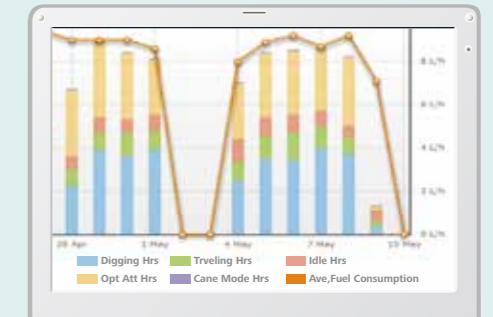 8 L/h
6 L/h
4 L/h
2 L/h
0 L/h
28 Apr 1 May 4 May 7 May 10 May
Digging Hrs Trveling Hrs Idle Hrs
Opt Att Hrs Cane Mode Hrs Ave,Fuel Consumption